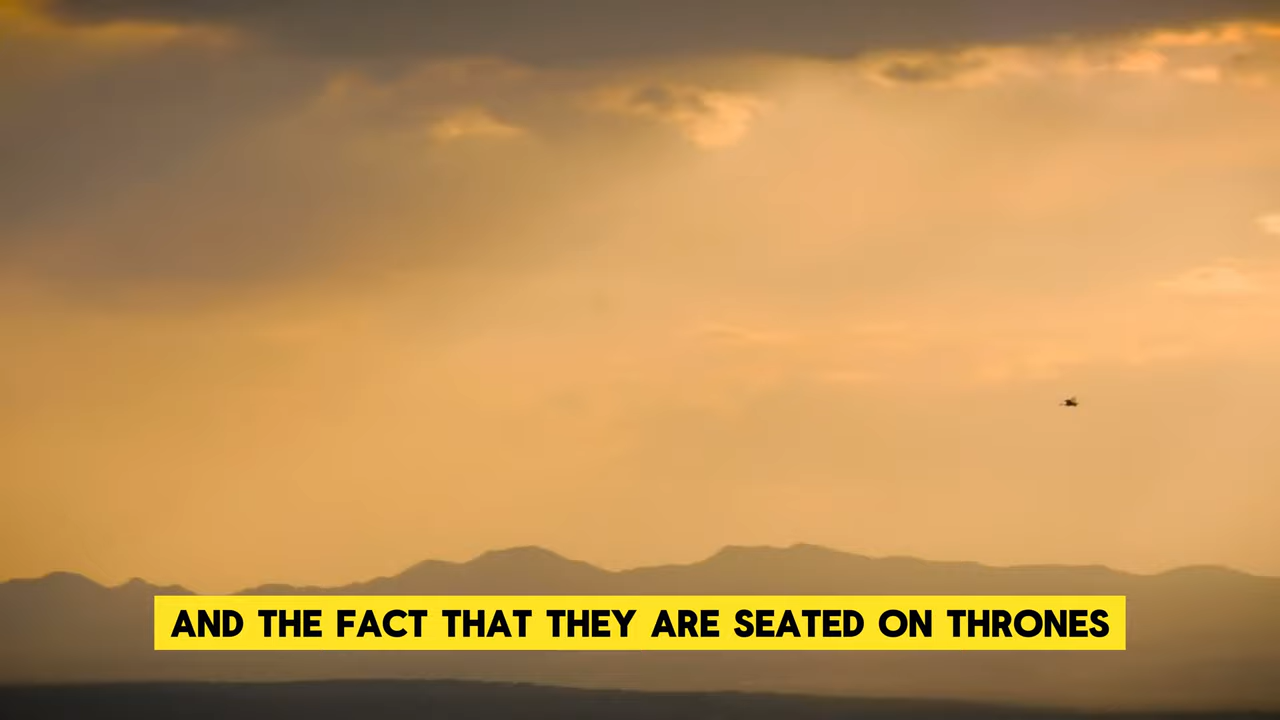 AND THE FACT THAT THEY ARE SEATED ON THRONES